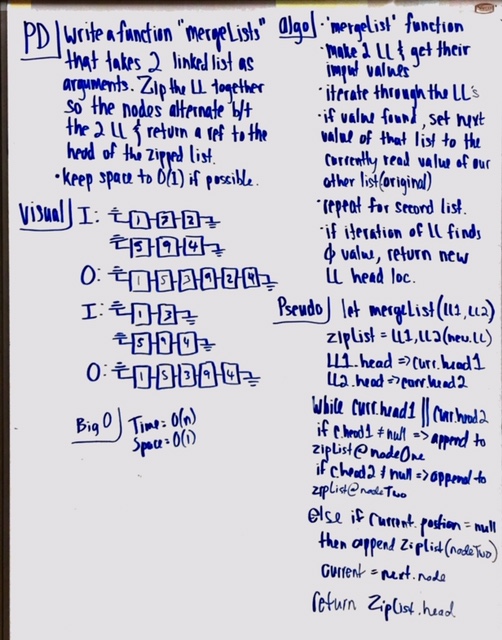 PD
Write a function "mergeLists"
that takes 2 linked list as
arguments. Zip the LL together
so the nodes alternate b/t
the 2 LL & return a ref to the
head of the zipped list.
• keep space to O(1) if possible.
Visual
I: 1 2
5 9 4
O: 1 5 3 9 2 4
I: 1 3
5 9 4
O: 1 5 3 9 4
Big O
Time = O(n)
Space = O(1)
algo
• 'mergeList' function
• make 2 LL & get their
input values
• iterate through the LL's
• if value found, set next
value of that list to the
currently read value of our
other list(original)
• repeat for second list.
• if iteration of LL finds
ϕ value, return new
LL head loc.
Pseudo
let mergeList(LL1, LL2)
zipList = LL1, LL2(new.LL)
LL1.head => curr.head1
LL2.head => curr.head2
While curr.head1 || curr.head2
if c.head1 ≠ null => append to
zipList@nodeOne
if c.head2 ≠ null => append to
zipList@nodeTwo
else if current.postion = null
then append Ziplist(nodeTwo)
current = next.node
return ZipList.head